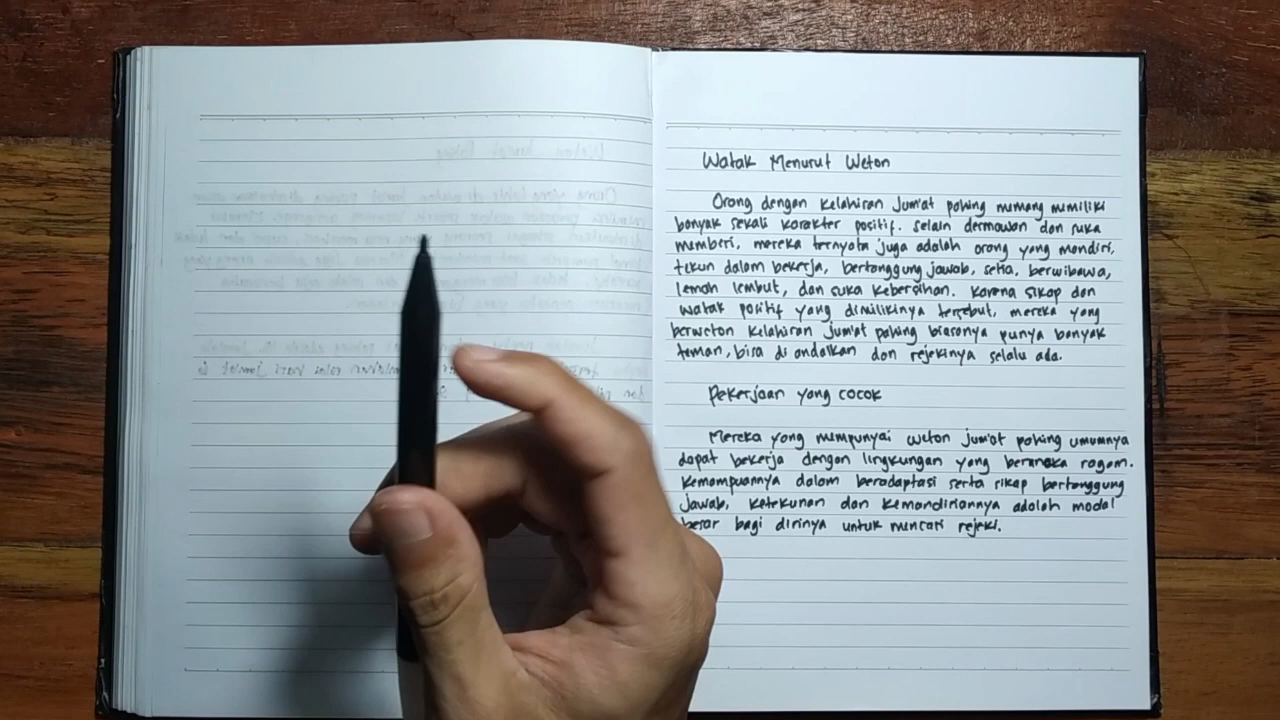 Watak Menurut Weton
Orang dengan kelahiran Jum'at pahing memang memiliki
banyak sekali karakter positif. selain dermawan dan suka
memberi, mereka ternyata juga adalah orang yang mandiri,
tekun dalam bekerja, bertanggung jawab, setia, berwibawa,
lemah lembut, dan suka kebersihan. karena sikap dan
watak positif yang dimilikinya tersebut, mereka yang
berweton kelahiran jum'at pahing biasanya punya banyak
teman, bisa di andalkan dan rejekinya selalu ada.
Pekerjaan yang cocok
Mereka yang mempunyai weton jum'at pahing umumnya
dapat bekerja dengan lingkungan yang beraneka ragam.
Kemampuannya dalam beradaptasi serta sikap bertanggung
jawab, ketekunan dan kemandiriannya adalah modal
besar bagi dirinya untuk mencari rejeki.